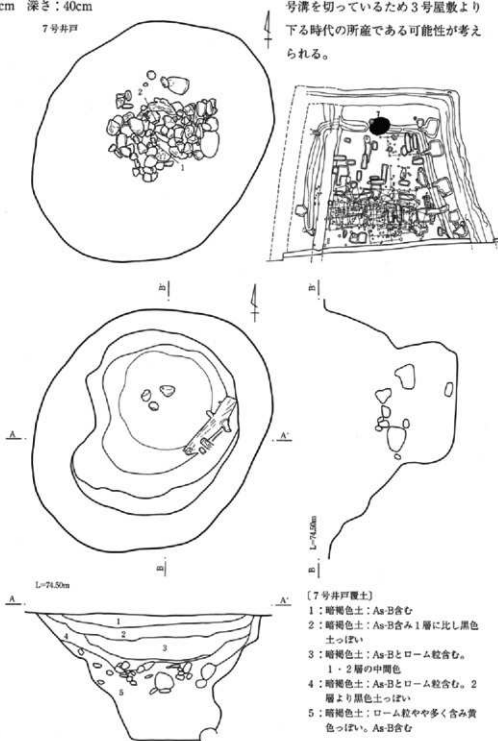 cm 深さ：40cm
7号井戸
号溝を切っているため3号屋敷より
下る時代の所産である可能性が考え
られる。
2
1
7
B'
B'
A
A'
B
B
L=74.50m
L=74.50m
A
A'
1
2
3
4
5
〔7号井戸覆土〕
1：暗褐色土：As-B含む
2：暗褐色土：As-B含み1層に比し黒色
土っぽい
3：暗褐色土：As-Bとローム粒含む。
1・2層の中間色
4：暗褐色土：As-Bとローム粒含む。2
層より黒色土っぽい
5：暗褐色土：ローム粒やや多く含み黄
色っぽい。As-B含む